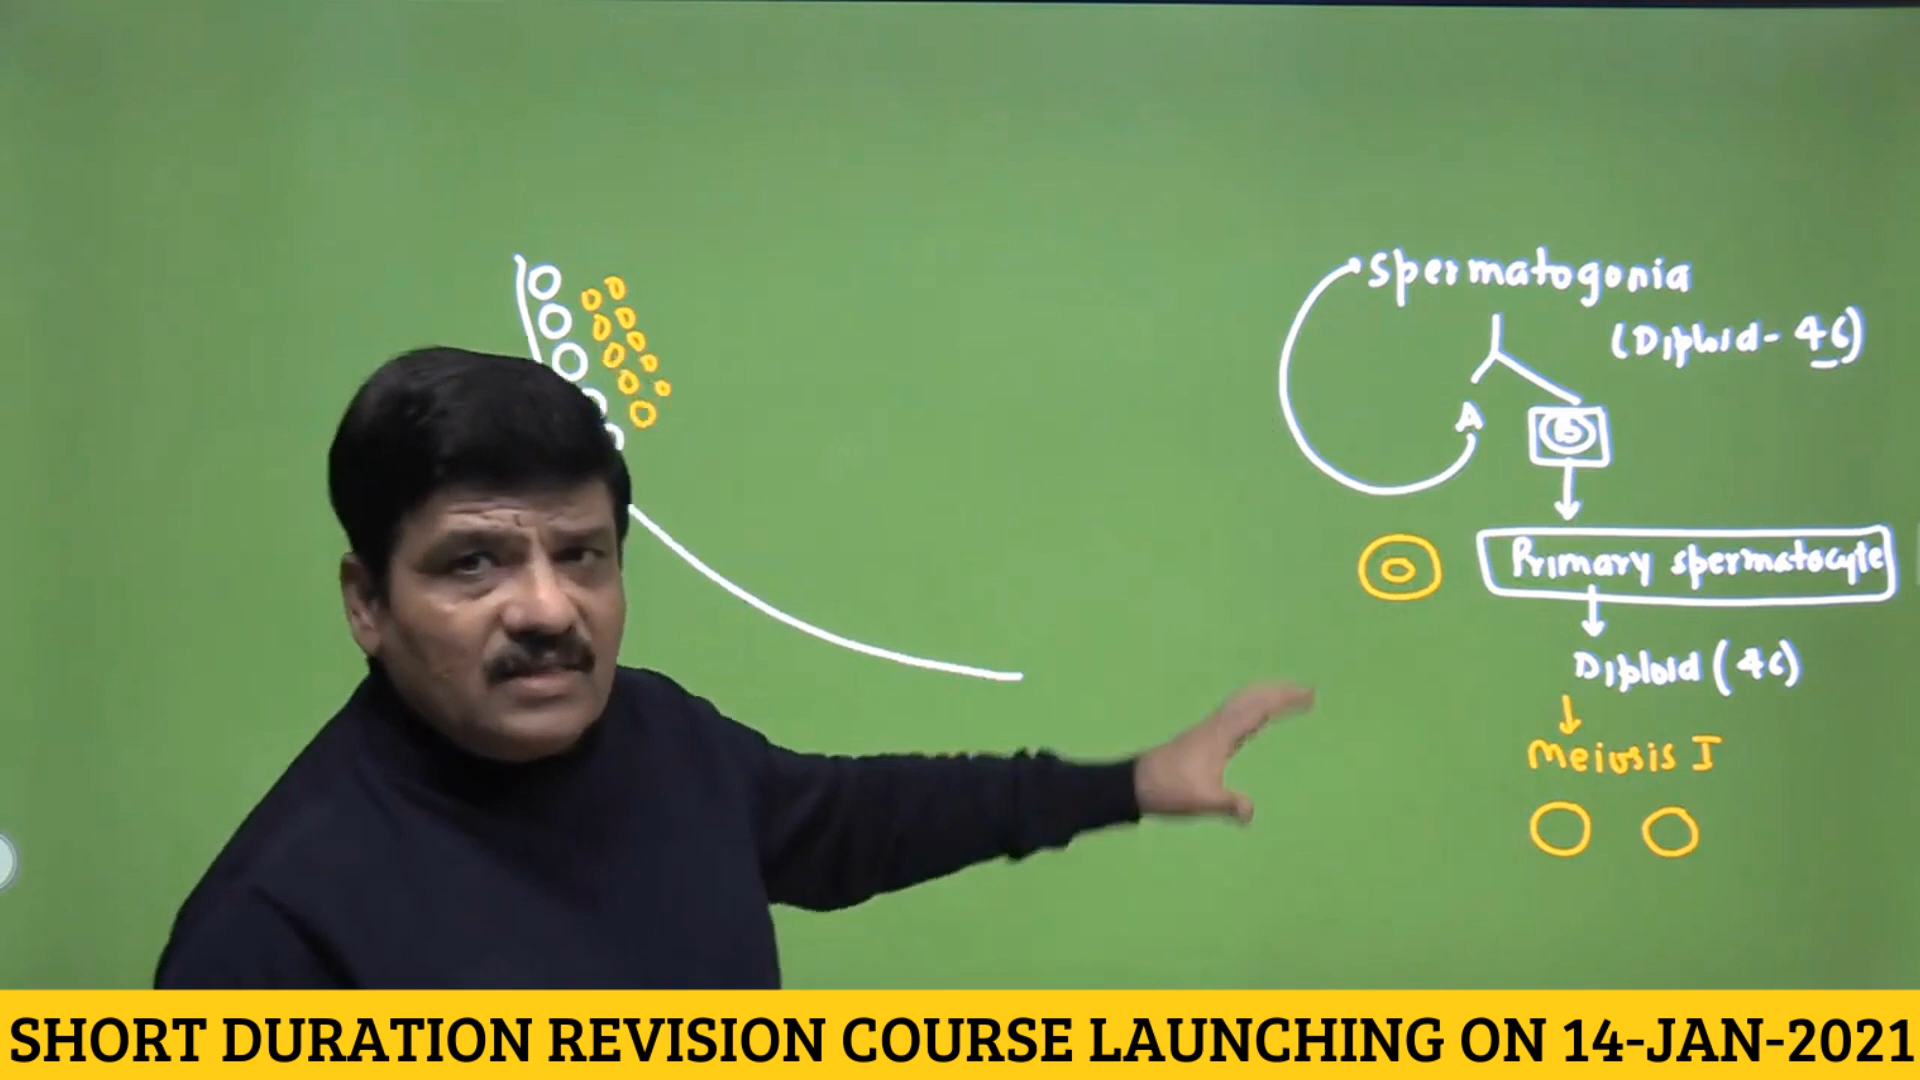 Spermatogonia
(Diploid-46)
A
B
Primary spermatocyte
Diploid (46)
Meiosis I
SHORT DURATION REVISION COURSE LAUNCHING ON 14-JAN-2021